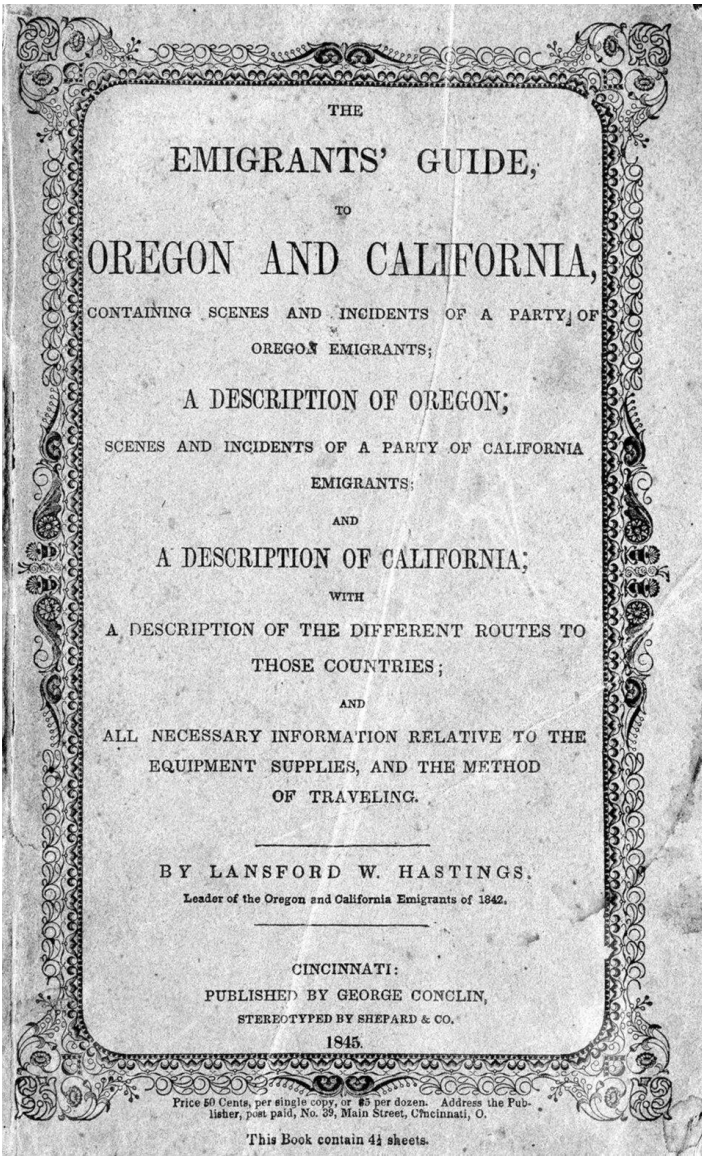 THE
EMIGRANTS' GUIDE,
TO
OREGON AND CALIFORNIA,
CONTAINING SCENES AND INCIDENTS OF A PARTY OF
OREGON EMIGRANTS;
A DESCRIPTION OF OREGON;
SCENES AND INCIDENTS OF A PARTY OF CALIFORNIA
EMIGRANTS;
AND
A DESCRIPTION OF CALIFORNIA;
WITH
A DESCRIPTION OF THE DIFFERENT ROUTES TO
THOSE COUNTRIES;
AND
ALL NECESSARY INFORMATION RELATIVE TO THE
EQUIPMENT SUPPLIES, AND THE METHOD
OF TRAVELING.
BY LANSFORD W. HASTINGS.
Leader of the Oregon and California Emigrants of 1842.
CINCINNATI:
PUBLISHED BY GEORGE CONCLIN,
STEREOTYPED BY SHEPARD & CO.
1845.
Price 50 Cents, per single copy, or $5 per dozen. Address the Pub-
lisher, post paid, No. 39, Main Street, Cincinnati, O.
This Book contain 4½ sheets.